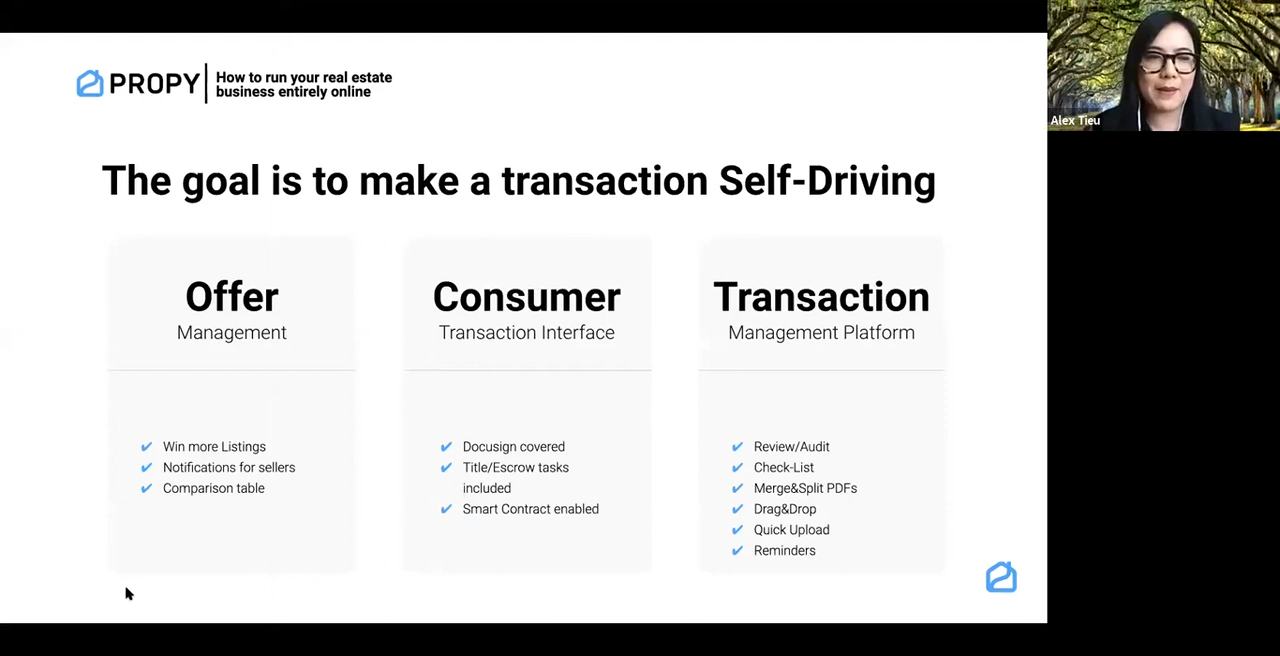 PROPY
How to run your real estate
business entirely online
Alex Tieu
The goal is to make a transaction Self-Driving
Offer
Management
✔ Win more Listings
✔ Notifications for sellers
✔ Comparison table
Consumer
Transaction Interface
✔ Docusign covered
✔ Title/Escrow tasks
included
✔ Smart Contract enabled
Transaction
Management Platform
✔ Review/Audit
✔ Check-List
✔ Merge&Split PDFs
✔ Drag&Drop
✔ Quick Upload
✔ Reminders